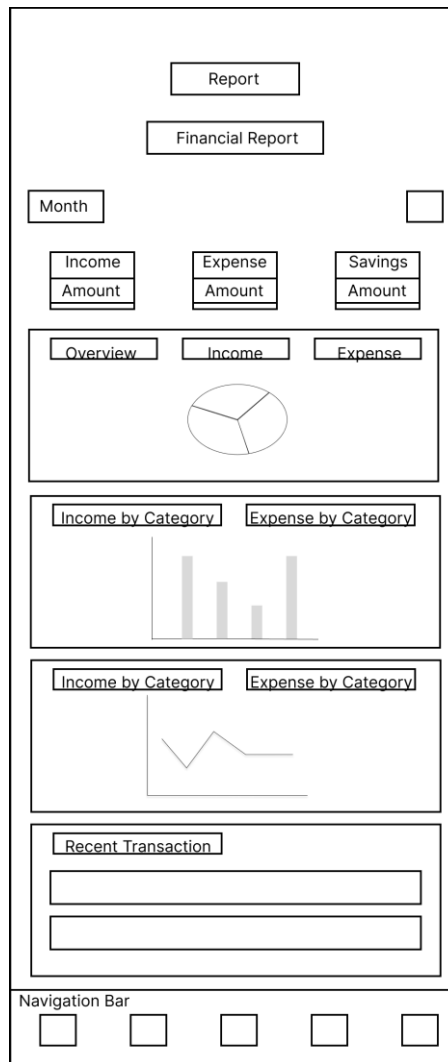 Report
Financial Report
Month
Income Expense Savings
Amount Amount Amount
Overview Income Expense
Income by Category Expense by Category
Income by Category Expense by Category
Recent Transaction
Navigation Bar